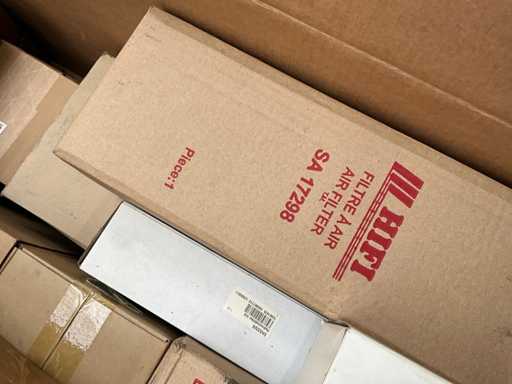 HIFI
FILTRE A AIR
AIR FILTER
SA 17298
Piece:1